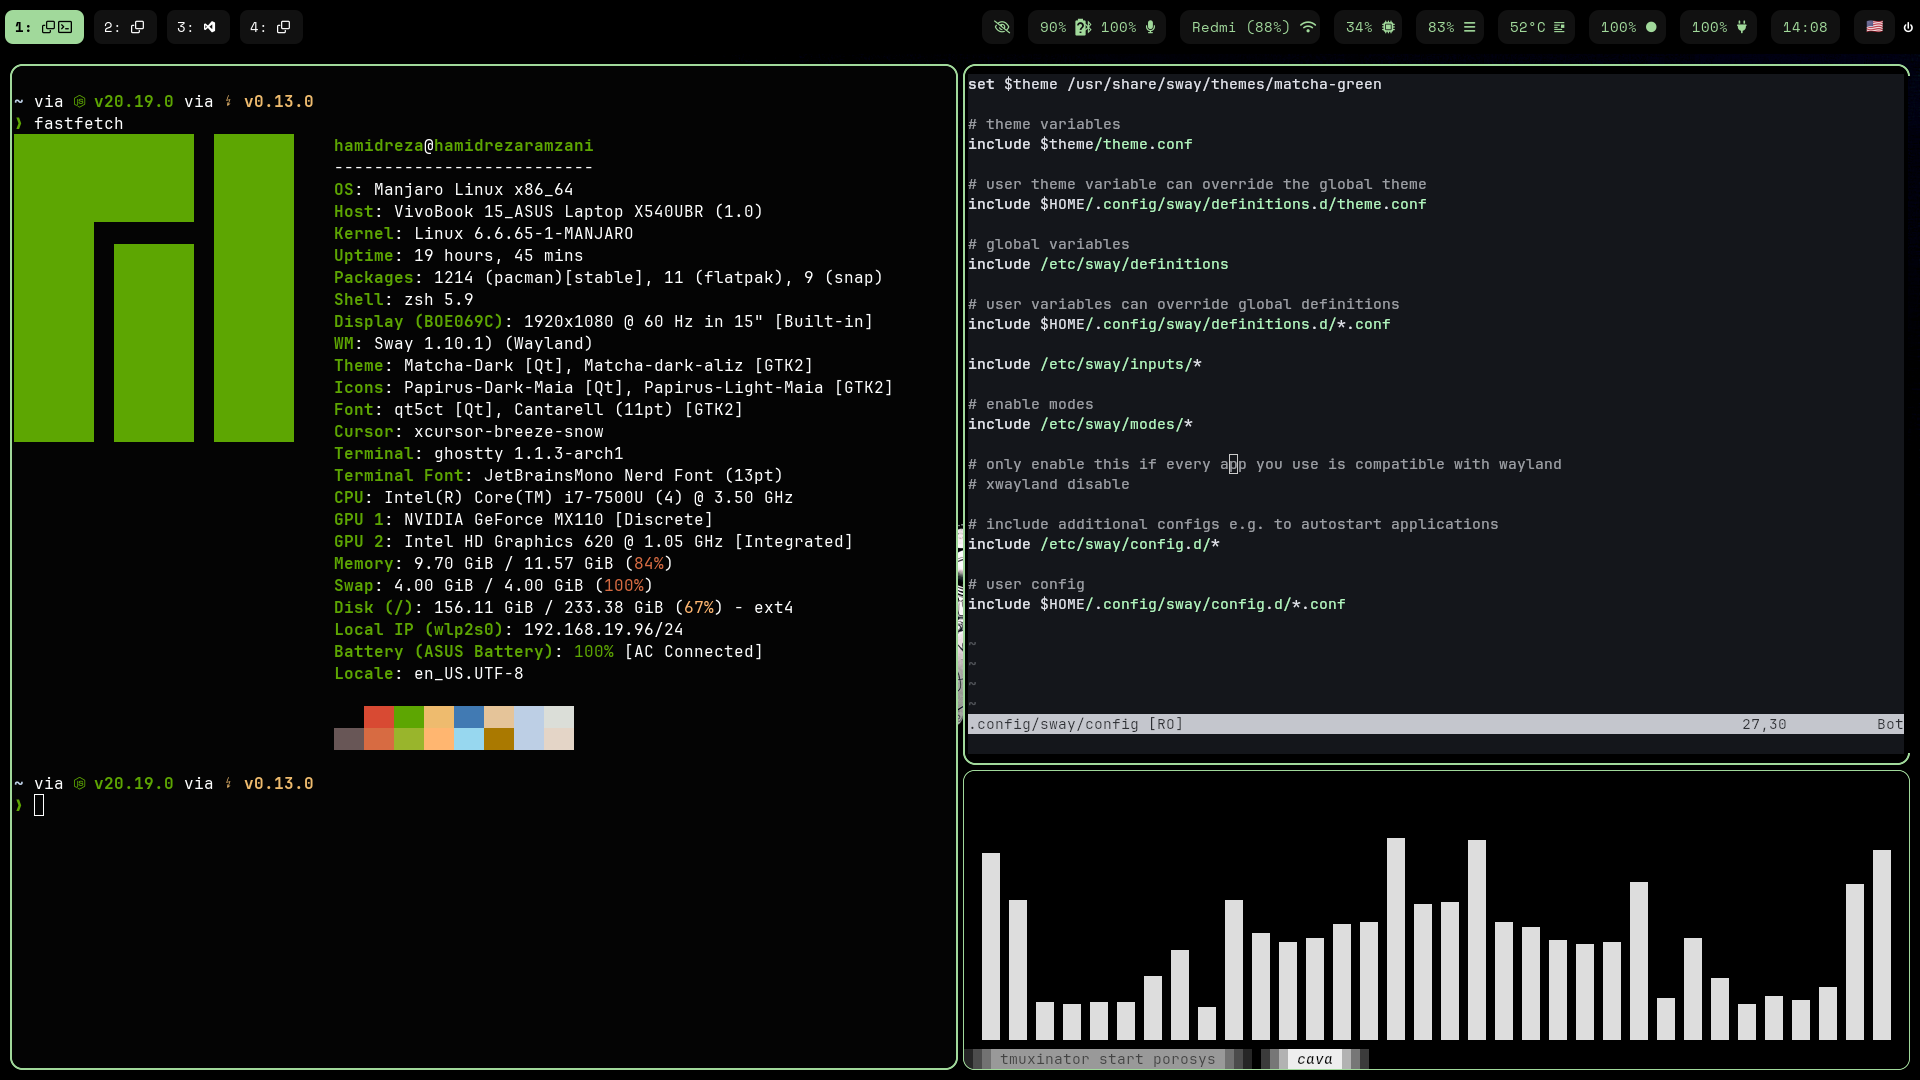 1:
2:
3:
4:
90% 100%
Redmi (88%)
34%
83%
52°C
100%
100%
14:08
~ via v20.19.0 via v0.13.0
❯ fastfetch
hamidreza@hamidrezaramzani
--------------------------
OS: Manjaro Linux x86_64
Host: VivoBook 15_ASUS Laptop X540UBR (1.0)
Kernel: Linux 6.6.65-1-MANJARO
Uptime: 19 hours, 45 mins
Packages: 1214 (pacman)[stable], 11 (flatpak), 9 (snap)
Shell: zsh 5.9
Display (BOE069C): 1920x1080 @ 60 Hz in 15" [Built-in]
WM: Sway 1.10.1) (Wayland)
Theme: Matcha-Dark [Qt], Matcha-dark-aliz [GTK2]
Icons: Papirus-Dark-Maia [Qt], Papirus-Light-Maia [GTK2]
Font: qt5ct [Qt], Cantarell (11pt) [GTK2]
Cursor: xcursor-breeze-snow
Terminal: ghostty 1.1.3-arch1
Terminal Font: JetBrainsMono Nerd Font (13pt)
CPU: Intel(R) Core(TM) i7-7500U (4) @ 3.50 GHz
GPU 1: NVIDIA GeForce MX110 [Discrete]
GPU 2: Intel HD Graphics 620 @ 1.05 GHz [Integrated]
Memory: 9.70 GiB / 11.57 GiB (84%)
Swap: 4.00 GiB / 4.00 GiB (100%)
Disk (/): 156.11 GiB / 233.38 GiB (67%) - ext4
Local IP (wlp2s0): 192.168.19.96/24
Battery (ASUS Battery): 100% [AC Connected]
Locale: en_US.UTF-8
~ via v20.19.0 via v0.13.0
❯
set $theme /usr/share/sway/themes/matcha-green
# theme variables
include $theme/theme.conf
# user theme variable can override the global theme
include $HOME/.config/sway/definitions.d/theme.conf
# global variables
include /etc/sway/definitions
# user variables can override global definitions
include $HOME/.config/sway/definitions.d/*.conf
include /etc/sway/inputs/*
# enable modes
include /etc/sway/modes/*
# only enable this if every app you use is compatible with wayland
# xwayland disable
# include additional configs e.g. to autostart applications
include /etc/sway/config.d/*
# user config
include $HOME/.config/sway/config.d/*.conf
~
~
~
~
.config/sway/config [RO] 27,30 Bot
tmuxinator start porosys cava